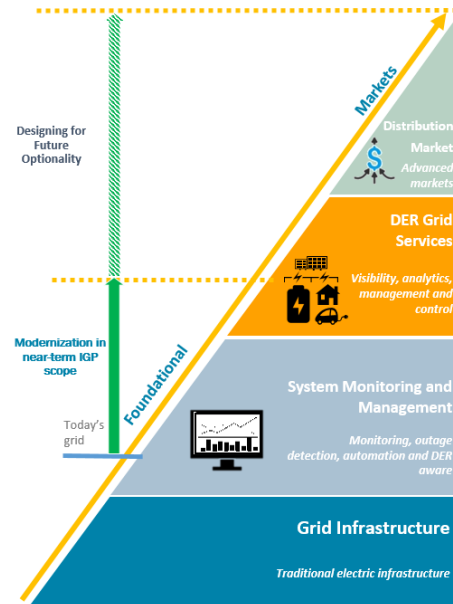 Markets
Distribution
Market
Advanced
markets
Designing for
Future
Optionality
DER Grid
Services
Visibility, analytics,
management and
control
Modernization in
near-term IGP
scope
Foundational
Today's
grid
System Monitoring and
Management
Monitoring, outage
detection, automation and DER
aware
Grid Infrastructure
Traditional electric infrastructure